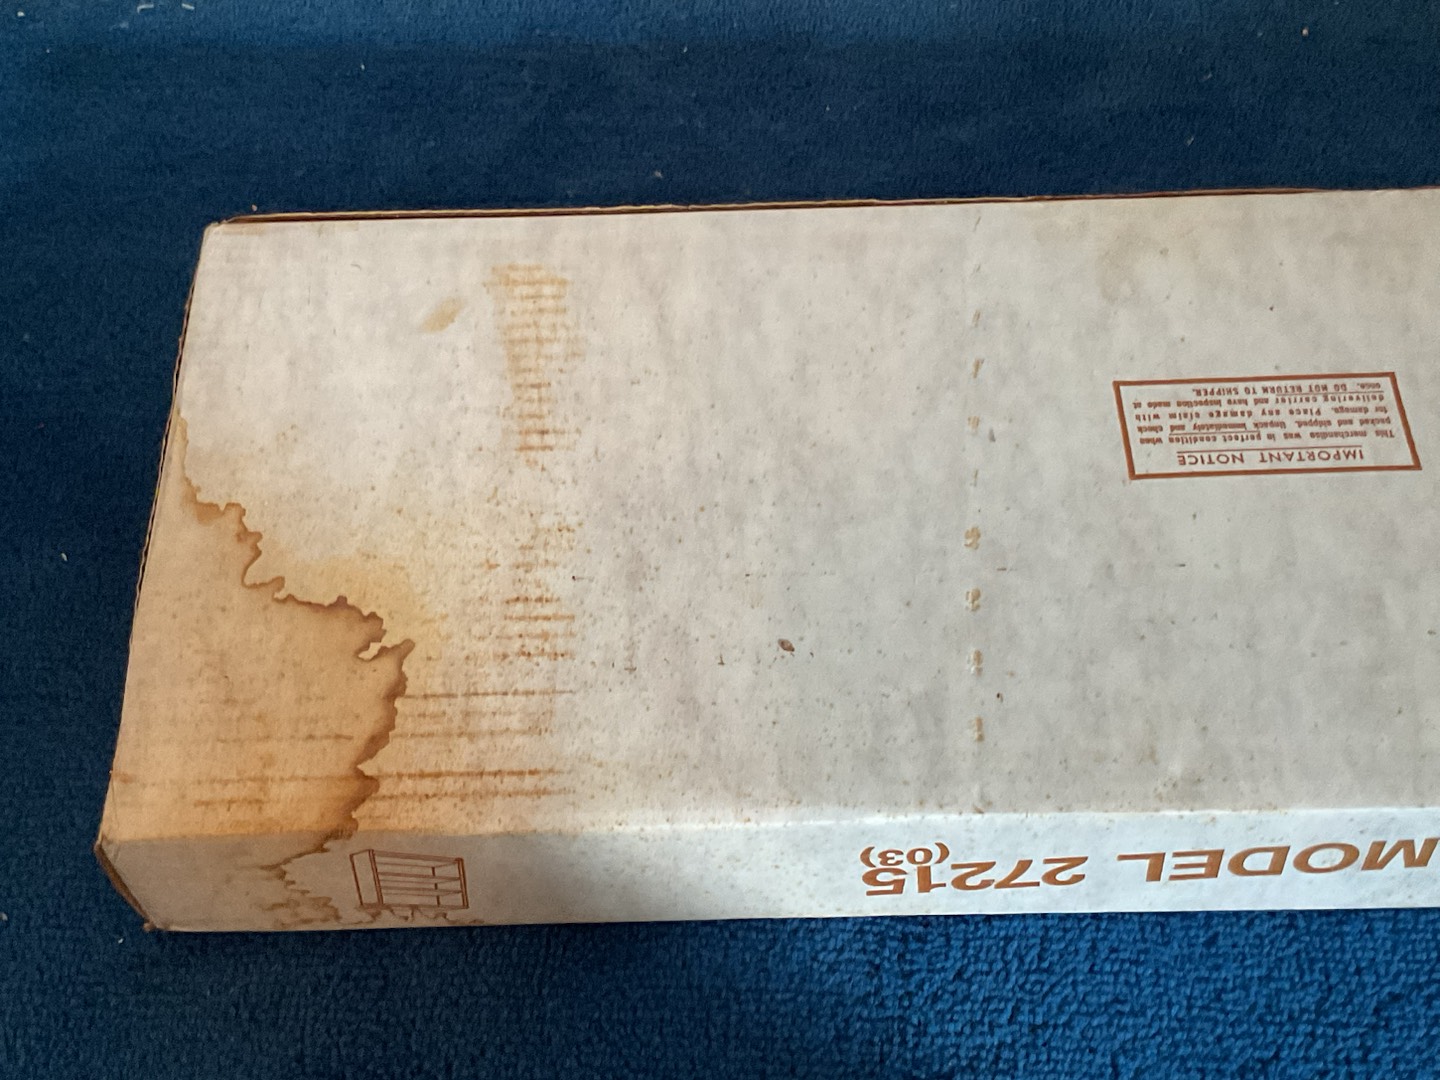 IMPORTANT NOTICE
This merchandise was in perfect condition when
packed and shipped. Unpack immediately and check
for damage. Place any damage claim with
delivering carrier and have inspection made at
once. DO NOT RETURN TO SHIPPER.
MODEL 27215
(03)